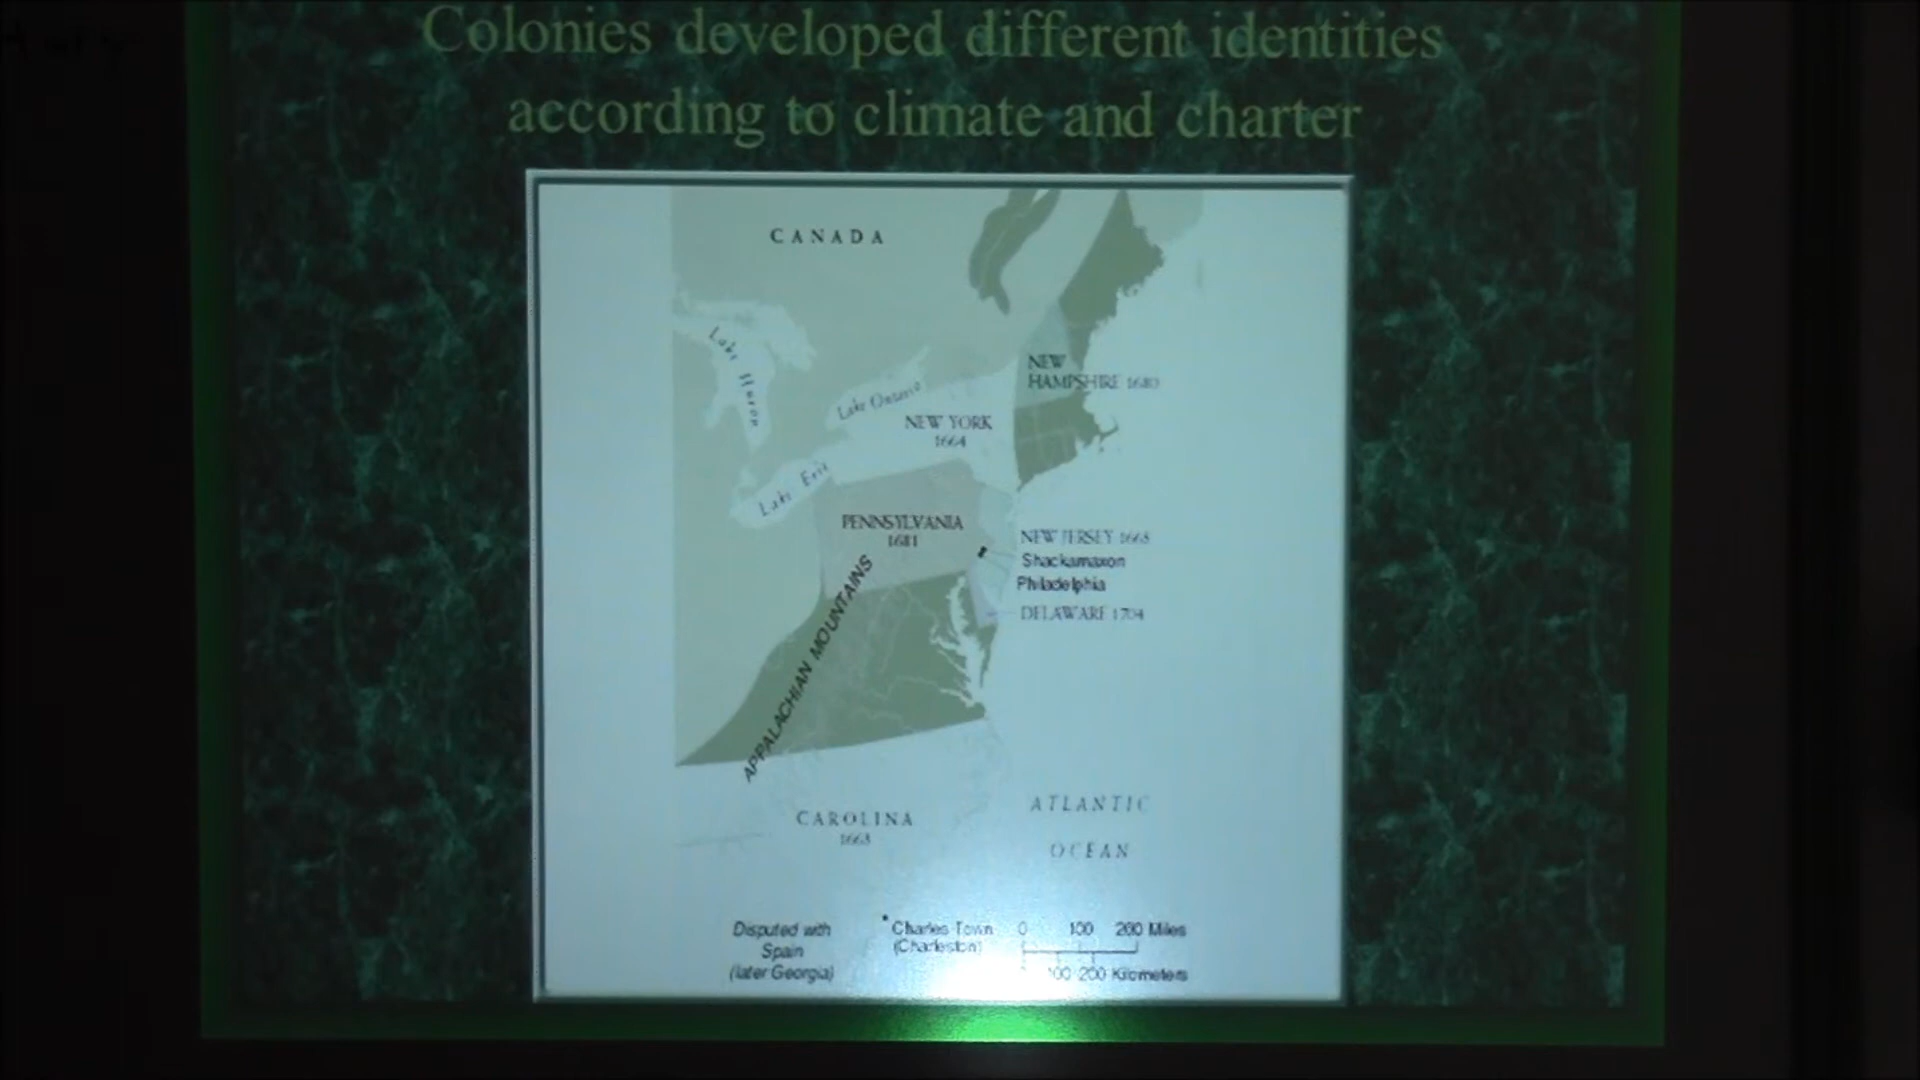 Colonies developed different identities
according to climate and charter
CANADA
Lake Huron
Lake Ontario
NEW
HAMPSHIRE 1680
NEW YORK
1664
Lake Erie
PENNSYLVANIA
1681
NEW JERSEY
Shackamaxon
Philadelphia
DELAWARE 1704
APPALACHIAN MOUNTAINS
CAROLINA
1663
ATLANTIC
OCEAN
Disputed with
Spain
(later Georgia)
Charles Town
(Charleston)
0 100 200 Miles
100 200 Kilometers